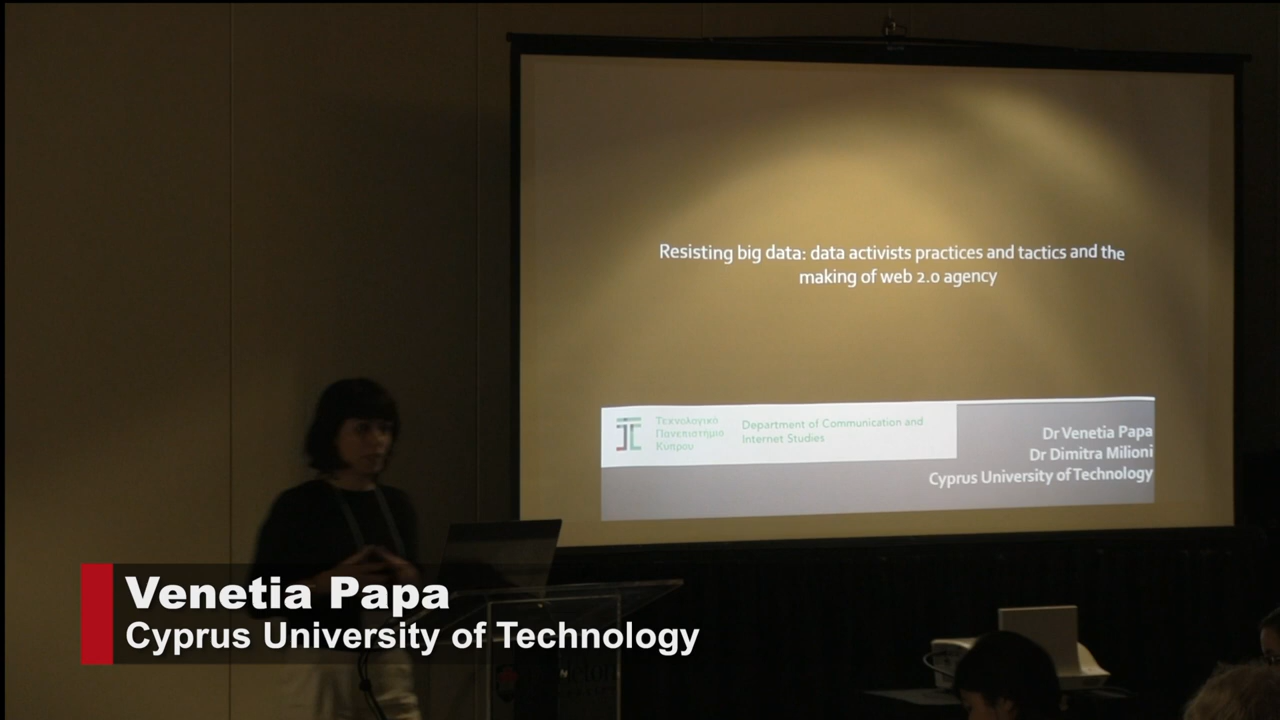 Resisting big data: data activists practices and tactics and the
making of web 2.0 agency
Τεχνολογικό
Πανεπιστήμιο
Κύπρου
Department of Communication and
Internet Studies
Dr Venetia Papa
Dr Dimitra Milioni
Cyprus University of Technology
Venetia Papa
Cyprus University of Technology